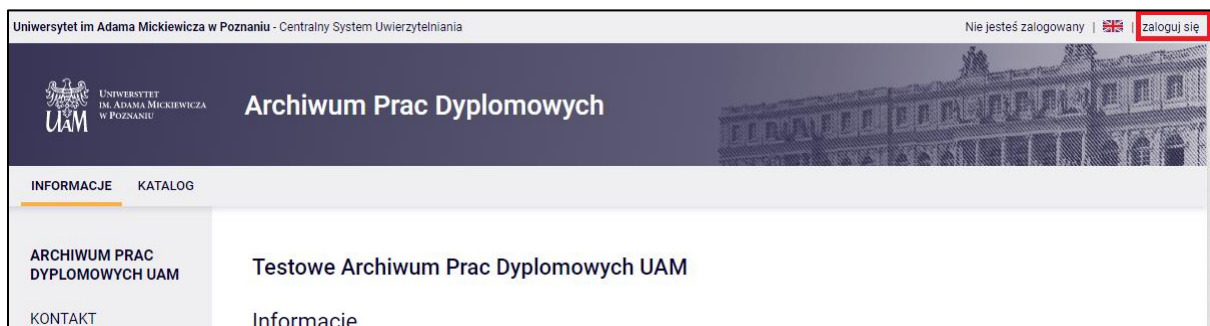 Uniwersytet im Adama Mickiewicza w Poznaniu - Centralny System Uwierzytelniania
Nie jesteś zalogowany | | zaloguj się
UNIWERSYTET
IM. ADAMA MICKIEWICZA
W POZNANIU
UAM
Archiwum Prac Dyplomowych
INFORMACJE KATALOG
ARCHIWUM PRAC
DYPLOMOWYCH UAM
KONTAKT
Testowe Archiwum Prac Dyplomowych UAM
Informacje